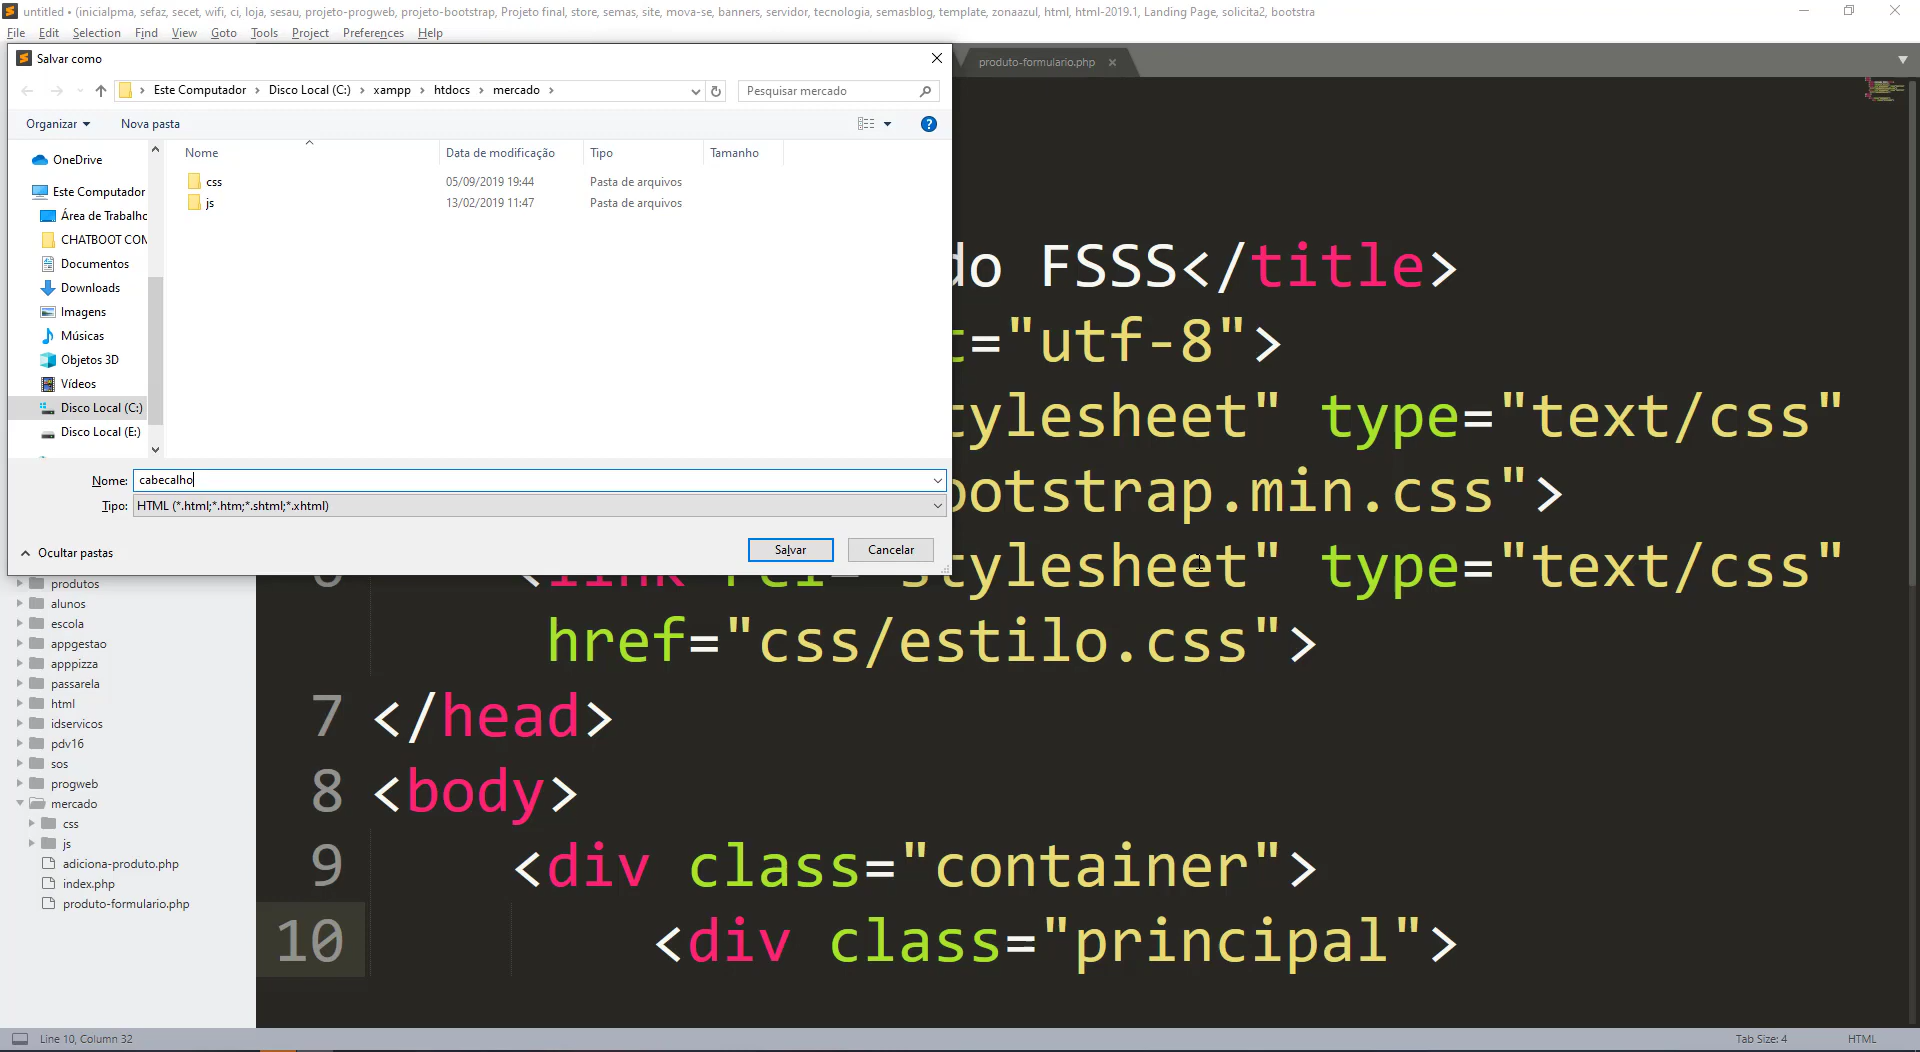 untitled • (inicialpma, sefaz, secet, wifi, ci, loja, sesau, projeto-progweb, projeto-bootstrap, Projeto final, store, semas, site, mova-se, banners, servidor, tecnologia, semasblog, template, zonaazul, html, html-2019.1, Landing Page, solicita2, bootstra
File Edit Selection Find View Goto Tools Project Preferences Help
Salvar como
produto-formulario.php ×
Este Computador > Disco Local (C:) > xampp > htdocs > mercado >
Pesquisar mercado
Organizar
Nova pasta
Nome
Data de modificação
Tipo
Tamanho
css 05/09/2019 19:44 Pasta de arquivos
js 13/02/2019 11:47 Pasta de arquivos
OneDrive
Este Computador
Área de Trabalho
CHATBOOT COM
Documentos
Downloads
Imagens
Músicas
Objetos 3D
Vídeos
Disco Local (C:)
Disco Local (E:)
Nome: cabecalho
Tipo: HTML (*.html;*.htm;*.shtml;*.xhtml)
Ocultar pastas
Salvar
Cancelar
produtos
alunos
escola
appgestao
apppizza
passarela
html
idservicos
pdv16
sos
progweb
mercado
css
js
adiciona-produto.php
index.php
produto-formulario.php
do FSSS</title>
t="utf-8">
tylesheet" type="text/css"
ootstrap.min.css">
stylesheet" type="text/css"
href="css/estilo.css">
7 </head>
8 <body>
9 <div class="container">
10 <div class="principal">
Line 10, Column 32
Tab Size: 4
HTML